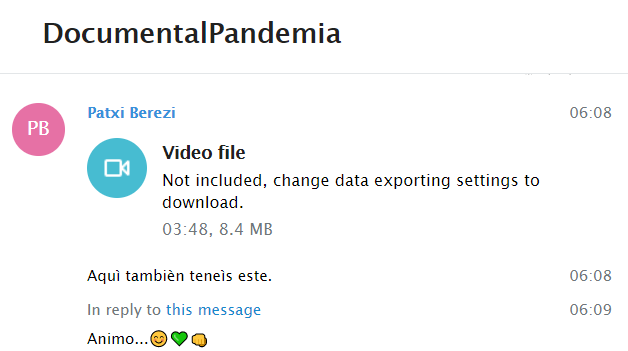 DocumentalPandemia
PB
Patxi Berezi
06:08
Video file
Not included, change data exporting settings to
download.
03:48, 8.4 MB
Aquì tambièn teneìs este.
06:08
In reply to this message
06:09
Animo...😊💚👊